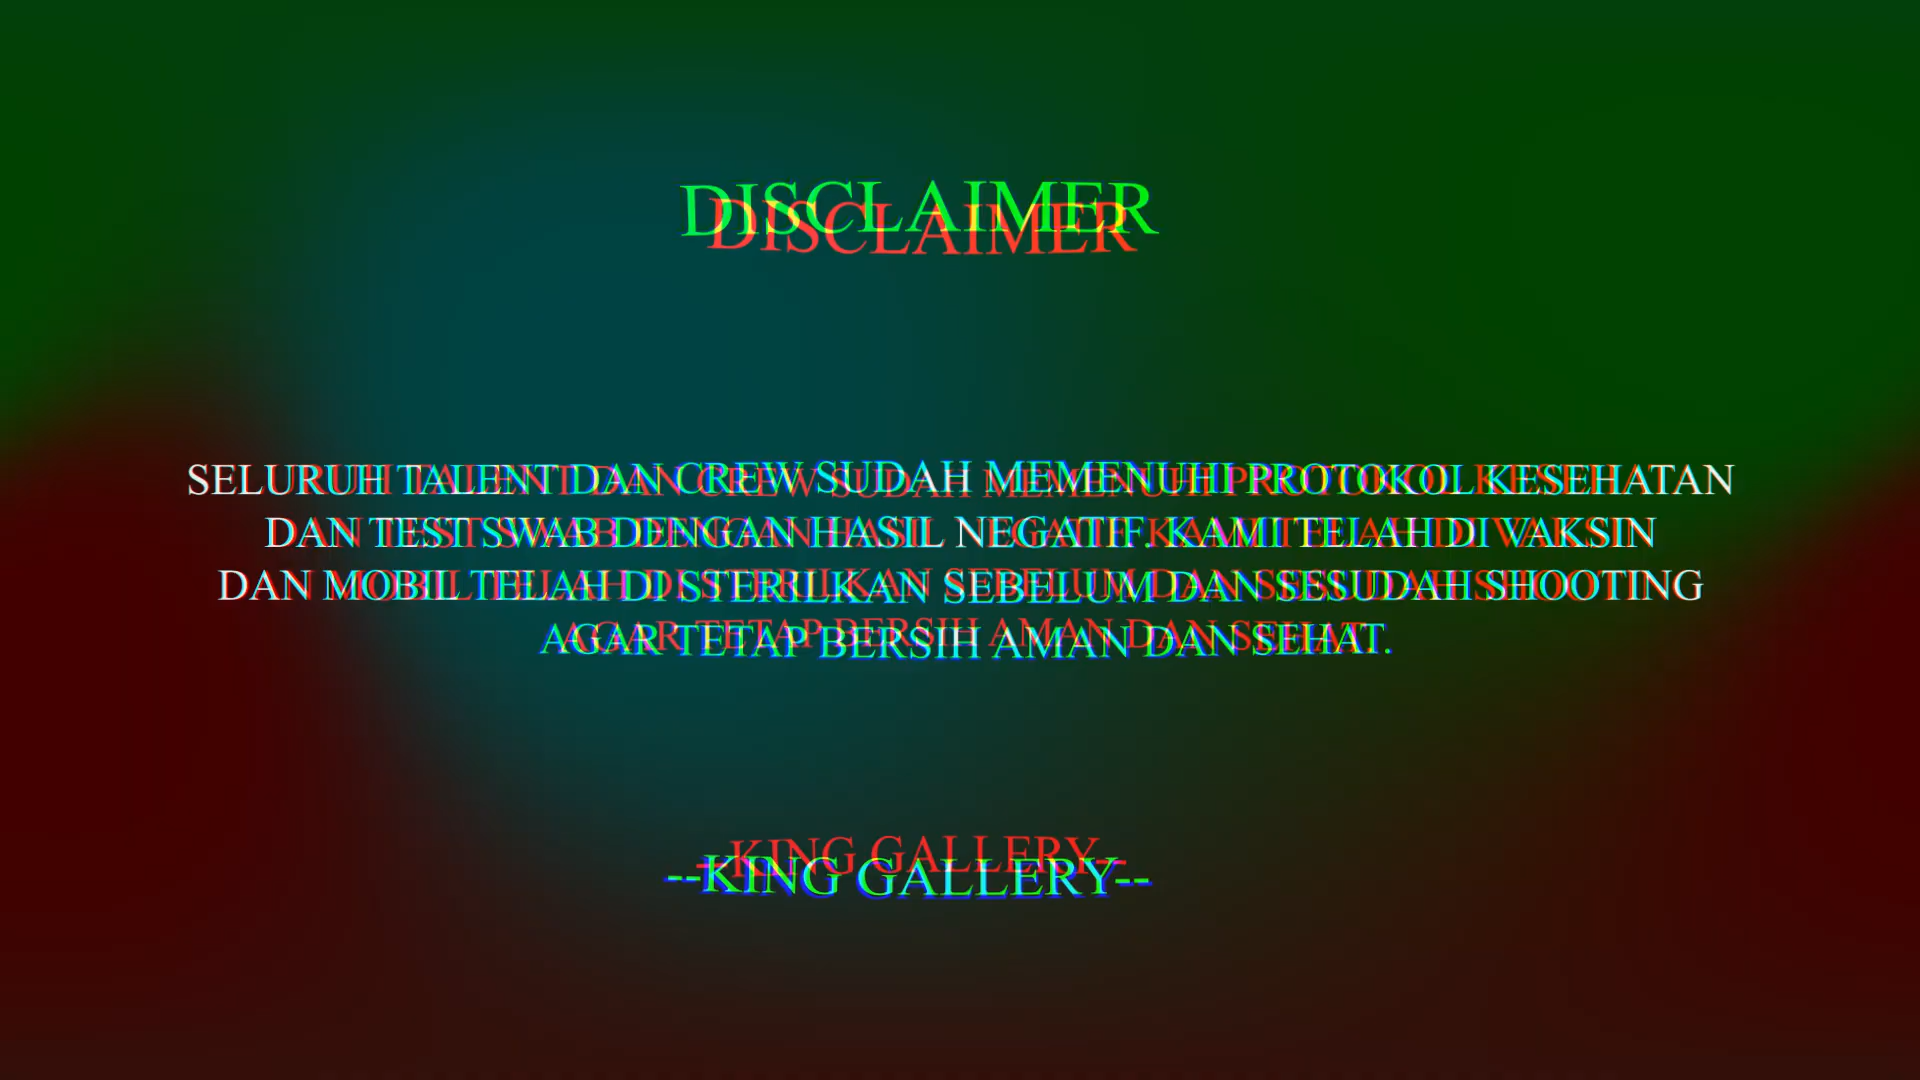 DISCLAIMER
SELURUH TALENT DAN CREW SUDAH MEMENUHI PROTOKOL KESEHATAN
DAN TEST SWAB DENGAN HASIL NEGATIF. KAMI TELAH DI VAKSIN
DAN MOBIL TELAH DI STERILKAN SEBELUM DAN SESUDAH SHOOTING
AGAR TETAP BERSIH AMAN DAN SEHAT.
--KING GALLERY--